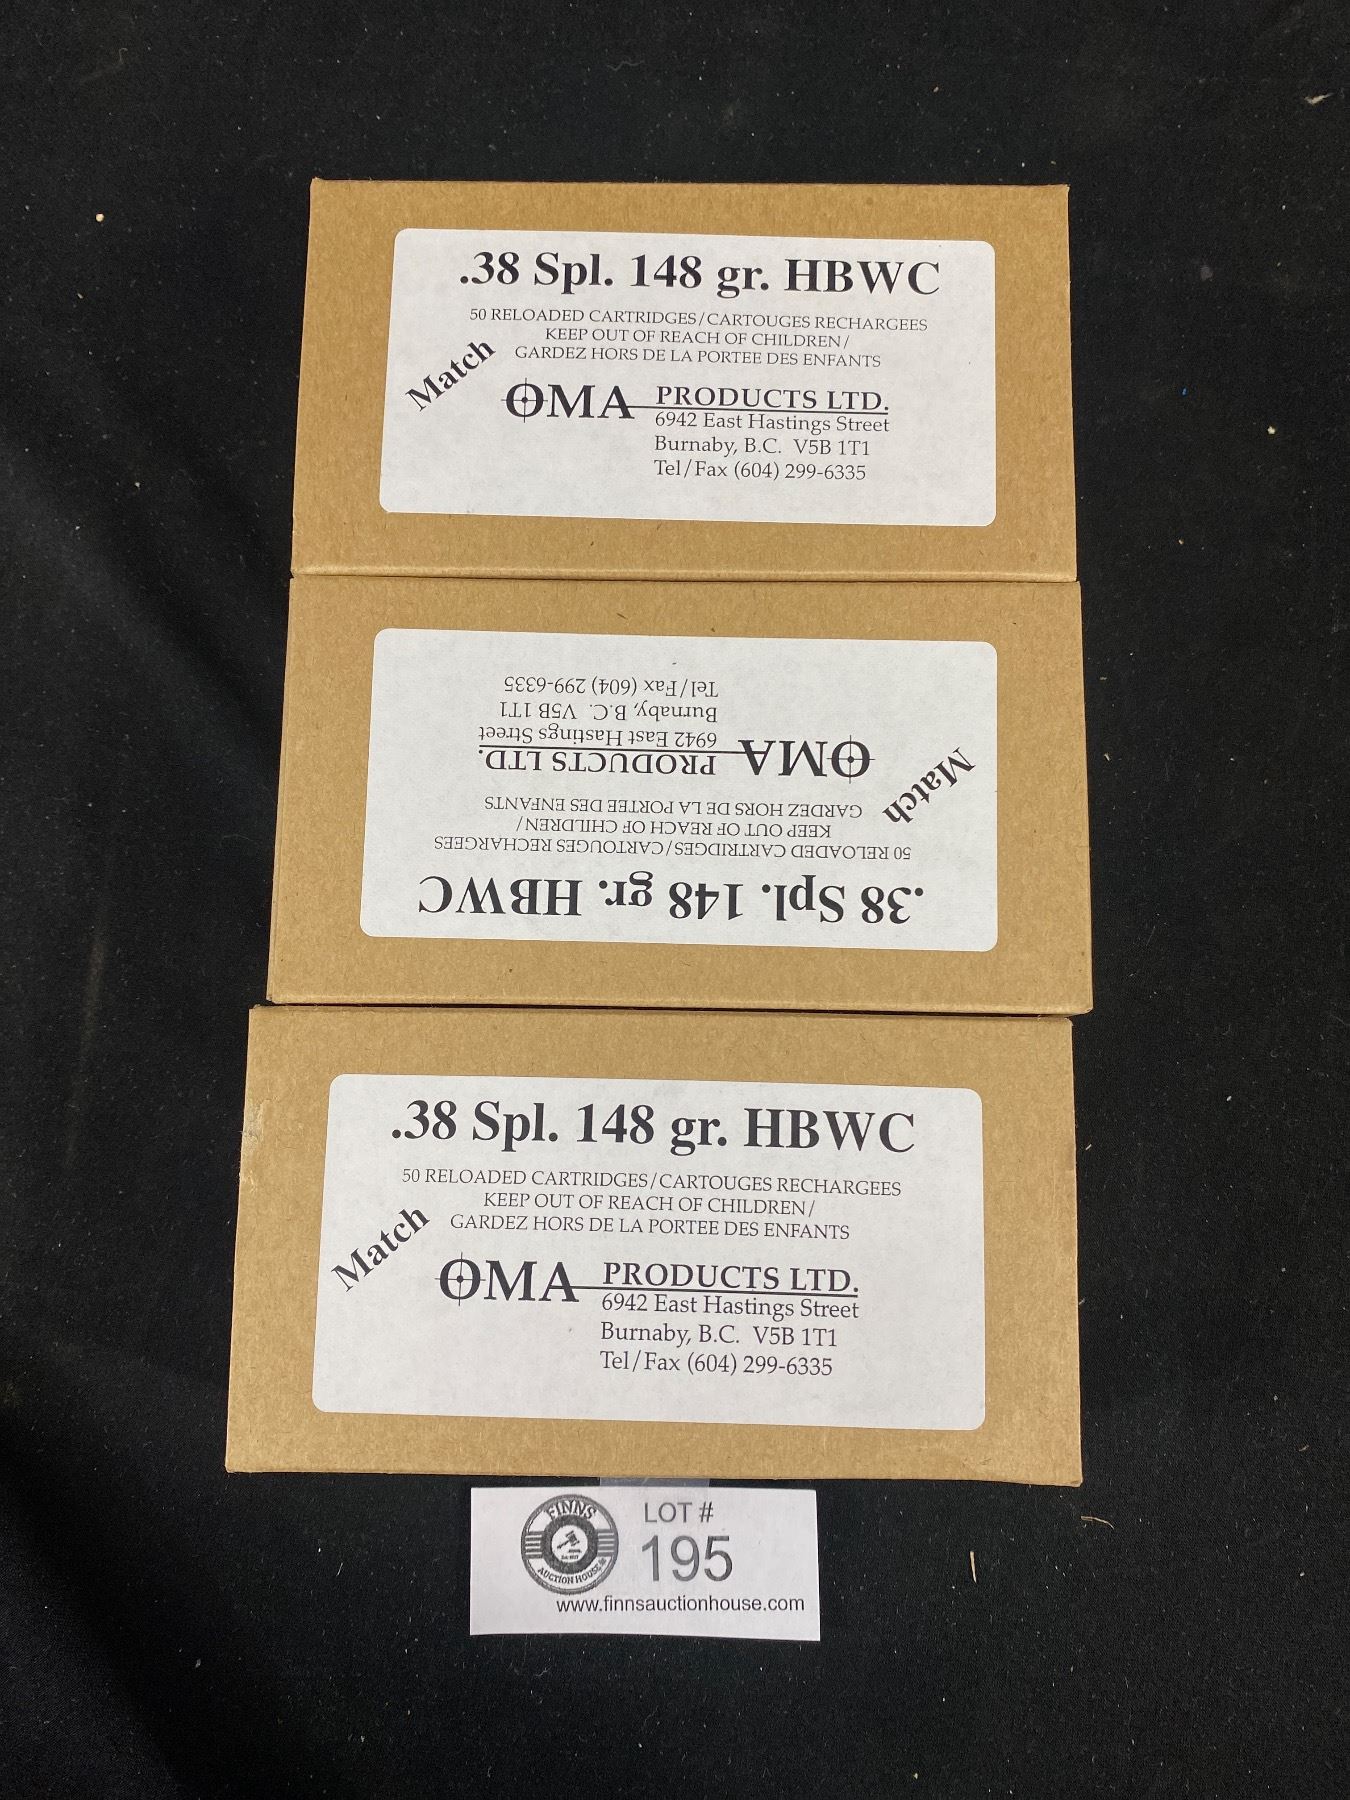 .38 Spl. 148 gr. HBWC
50 RELOADED CARTRIDGES/CARTOUGES RECHARGEES
KEEP OUT OF REACH OF CHILDREN/
GARDEZ HORS DE LA PORTEE DES ENFANTS
Match
OMA PRODUCTS LTD.
6942 East Hastings Street
Burnaby, B.C. V5B 1T1
Tel/Fax (604) 299-6335
.38 Spl. 148 gr. HBWC
50 RELOADED CARTRIDGES/CARTOUGES RECHARGEES
KEEP OUT OF REACH OF CHILDREN/
GARDEZ HORS DE LA PORTEE DES ENFANTS
Match
OMA PRODUCTS LTD.
6942 East Hastings Street
Burnaby, B.C. V5B 1T1
Tel/Fax (604) 299-6335
.38 Spl. 148 gr. HBWC
50 RELOADED CARTRIDGES/CARTOUGES RECHARGEES
KEEP OUT OF REACH OF CHILDREN/
GARDEZ HORS DE LA PORTEE DES ENFANTS
Match
OMA PRODUCTS LTD.
6942 East Hastings Street
Burnaby, B.C. V5B 1T1
Tel/Fax (604) 299-6335
FINNS
AUCTION HOUSE
LOT #
195
www.finnsauctionhouse.com